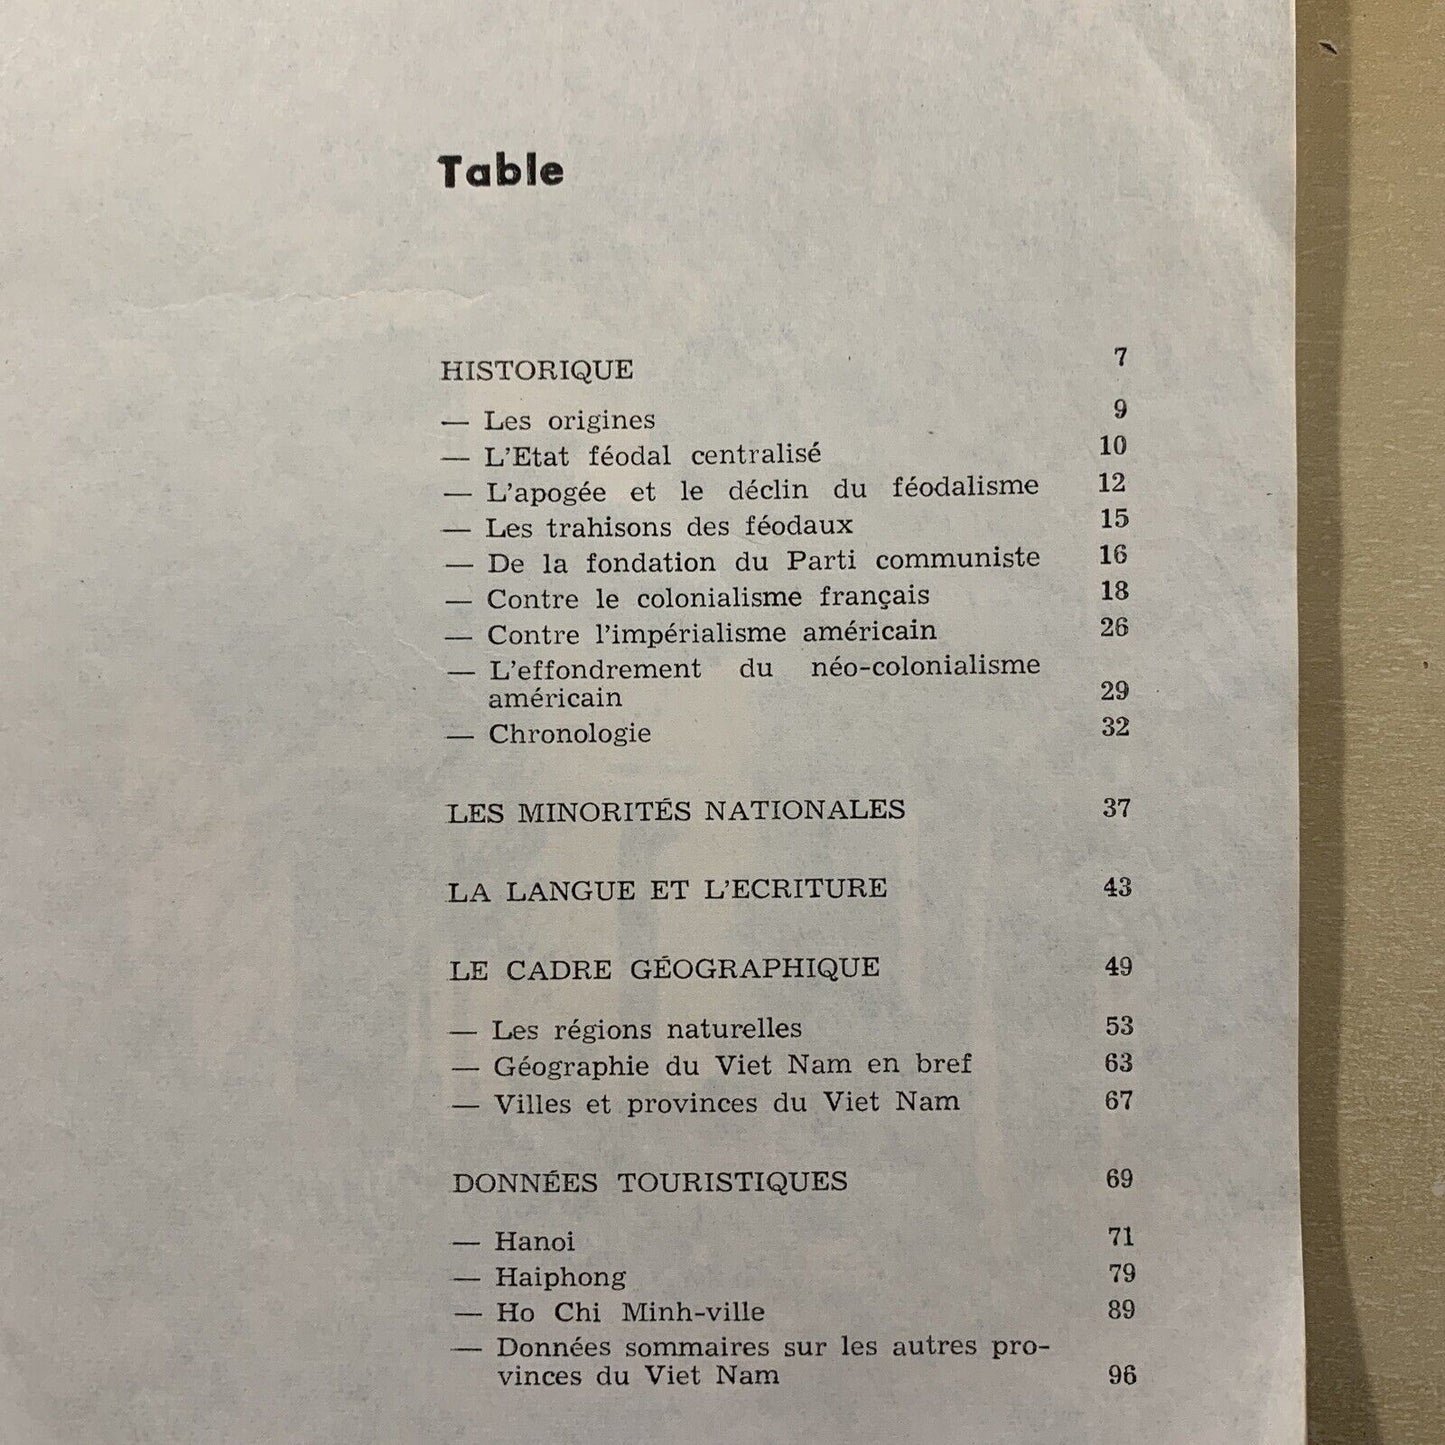 Table
HISTORIQUE 7
— Les origines 9
— L'Etat féodal centralisé 10
— L'apogée et le déclin du féodalisme 12
— Les trahisons des féodaux 15
— De la fondation du Parti communiste 16
— Contre le colonialisme français 18
— Contre l'impérialisme américain 26
— L'effondrement du néo-colonialisme
américain 29
— Chronologie 32
LES MINORITÉS NATIONALES 37
LA LANGUE ET L'ECRITURE 43
LE CADRE GÉOGRAPHIQUE 49
— Les régions naturelles 53
— Géographie du Viet Nam en bref 63
— Villes et provinces du Viet Nam 67
DONNÉES TOURISTIQUES 69
— Hanoi 71
— Haiphong 79
— Ho Chi Minh-ville 89
— Données sommaires sur les autres pro-
vinces du Viet Nam 96